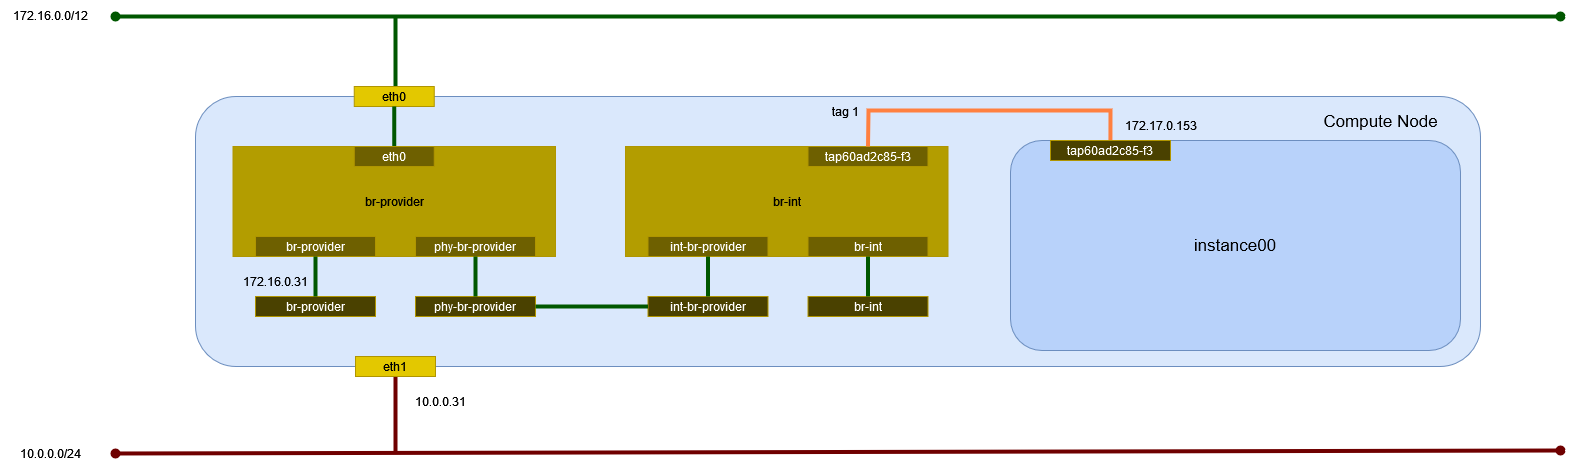 172.16.0.0/12
eth0
tag 1
172.17.0.153
Compute Node
eth0
tap60ad2c85-f3
tap60ad2c85-f3
br-provider
br-int
instance00
br-provider
phy-br-provider
int-br-provider
br-int
172.16.0.31
br-provider
phy-br-provider
int-br-provider
br-int
eth1
10.0.0.31
10.0.0.0/24